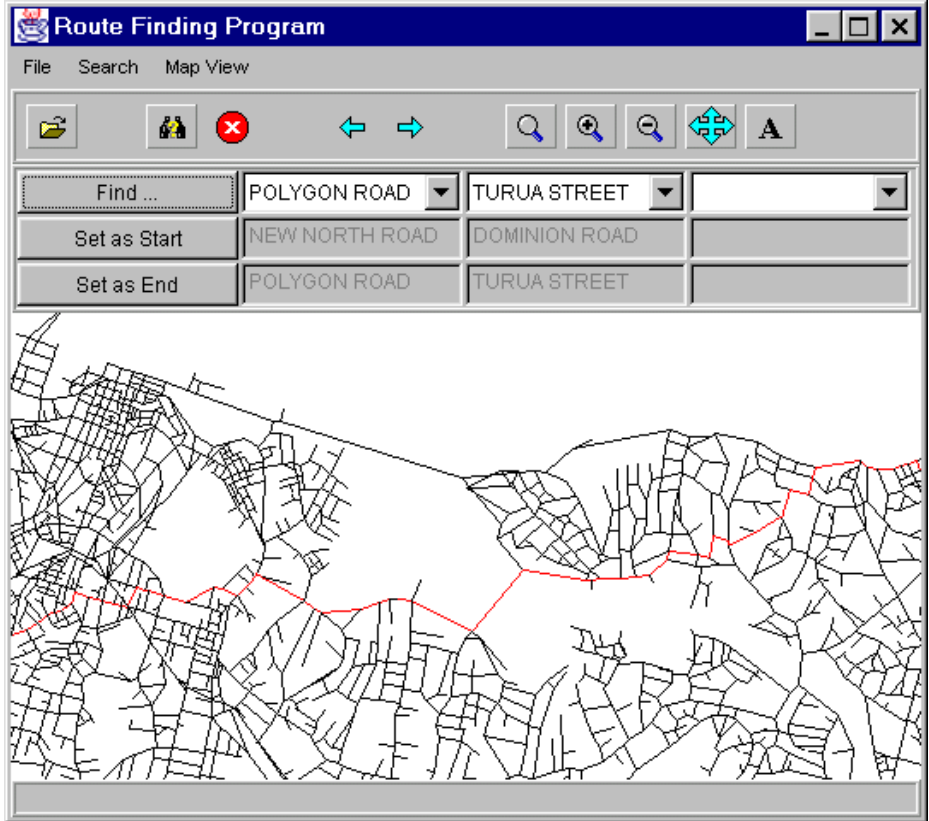 Route Finding Program
File Search Map View
A
Find ... POLYGON ROAD TURUA STREET
Set as Start NEW NORTH ROAD DOMINION ROAD
Set as End POLYGON ROAD TURUA STREET